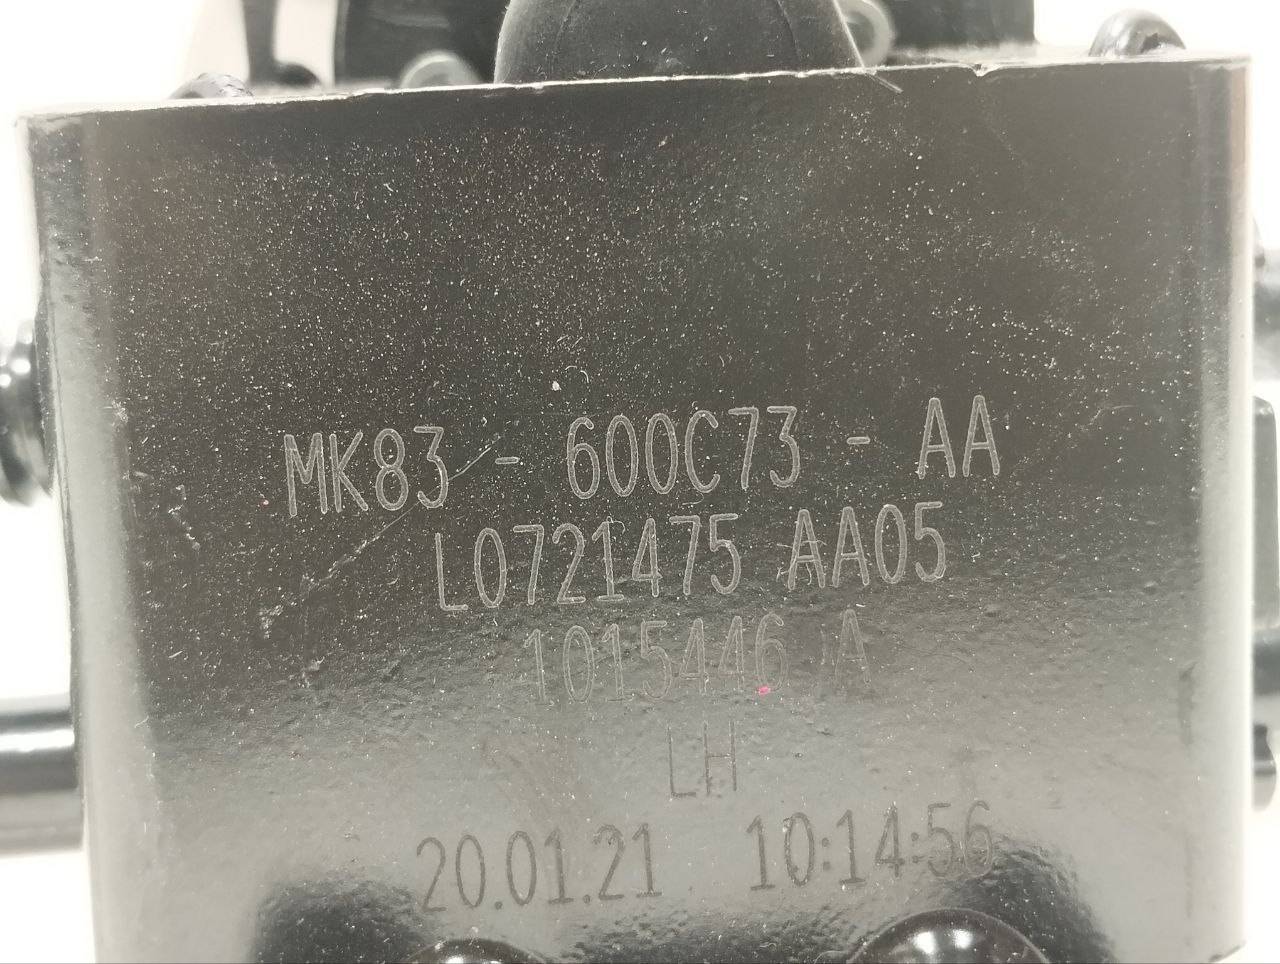 MK83 - 600C73 - AA
L0721475 AA05
1015446 A
LH
20.01.21 10:14:56